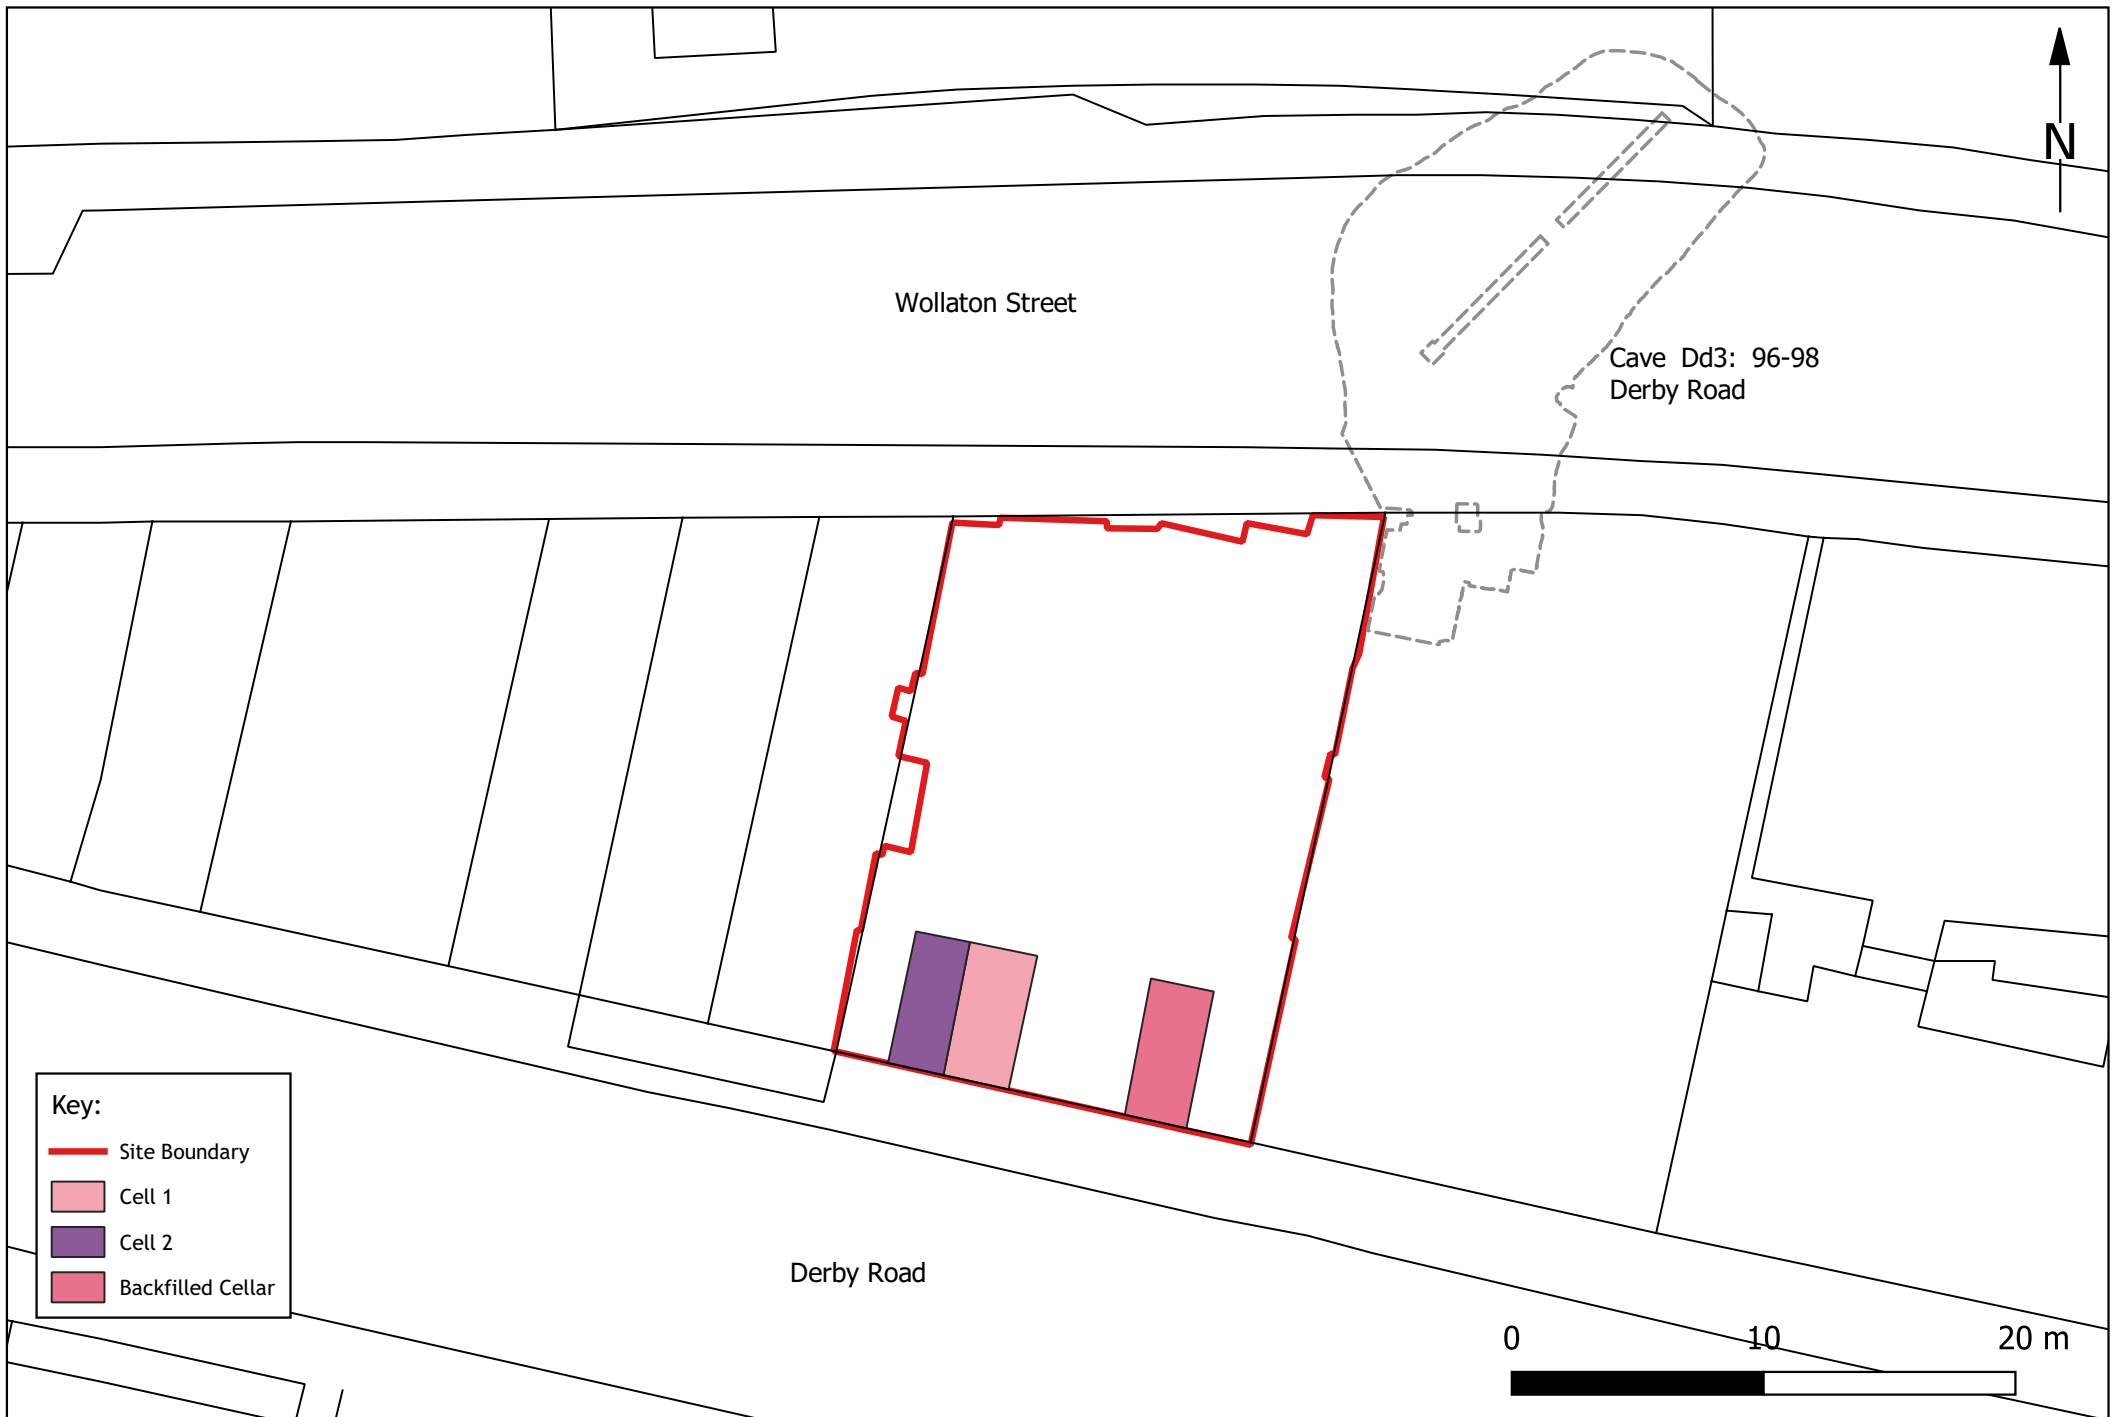 N
Wollaton Street
Cave Dd3: 96-98
Derby Road
Key:
Site Boundary
Cell 1
Cell 2
Backfilled Cellar
Derby Road
0 10 20 m